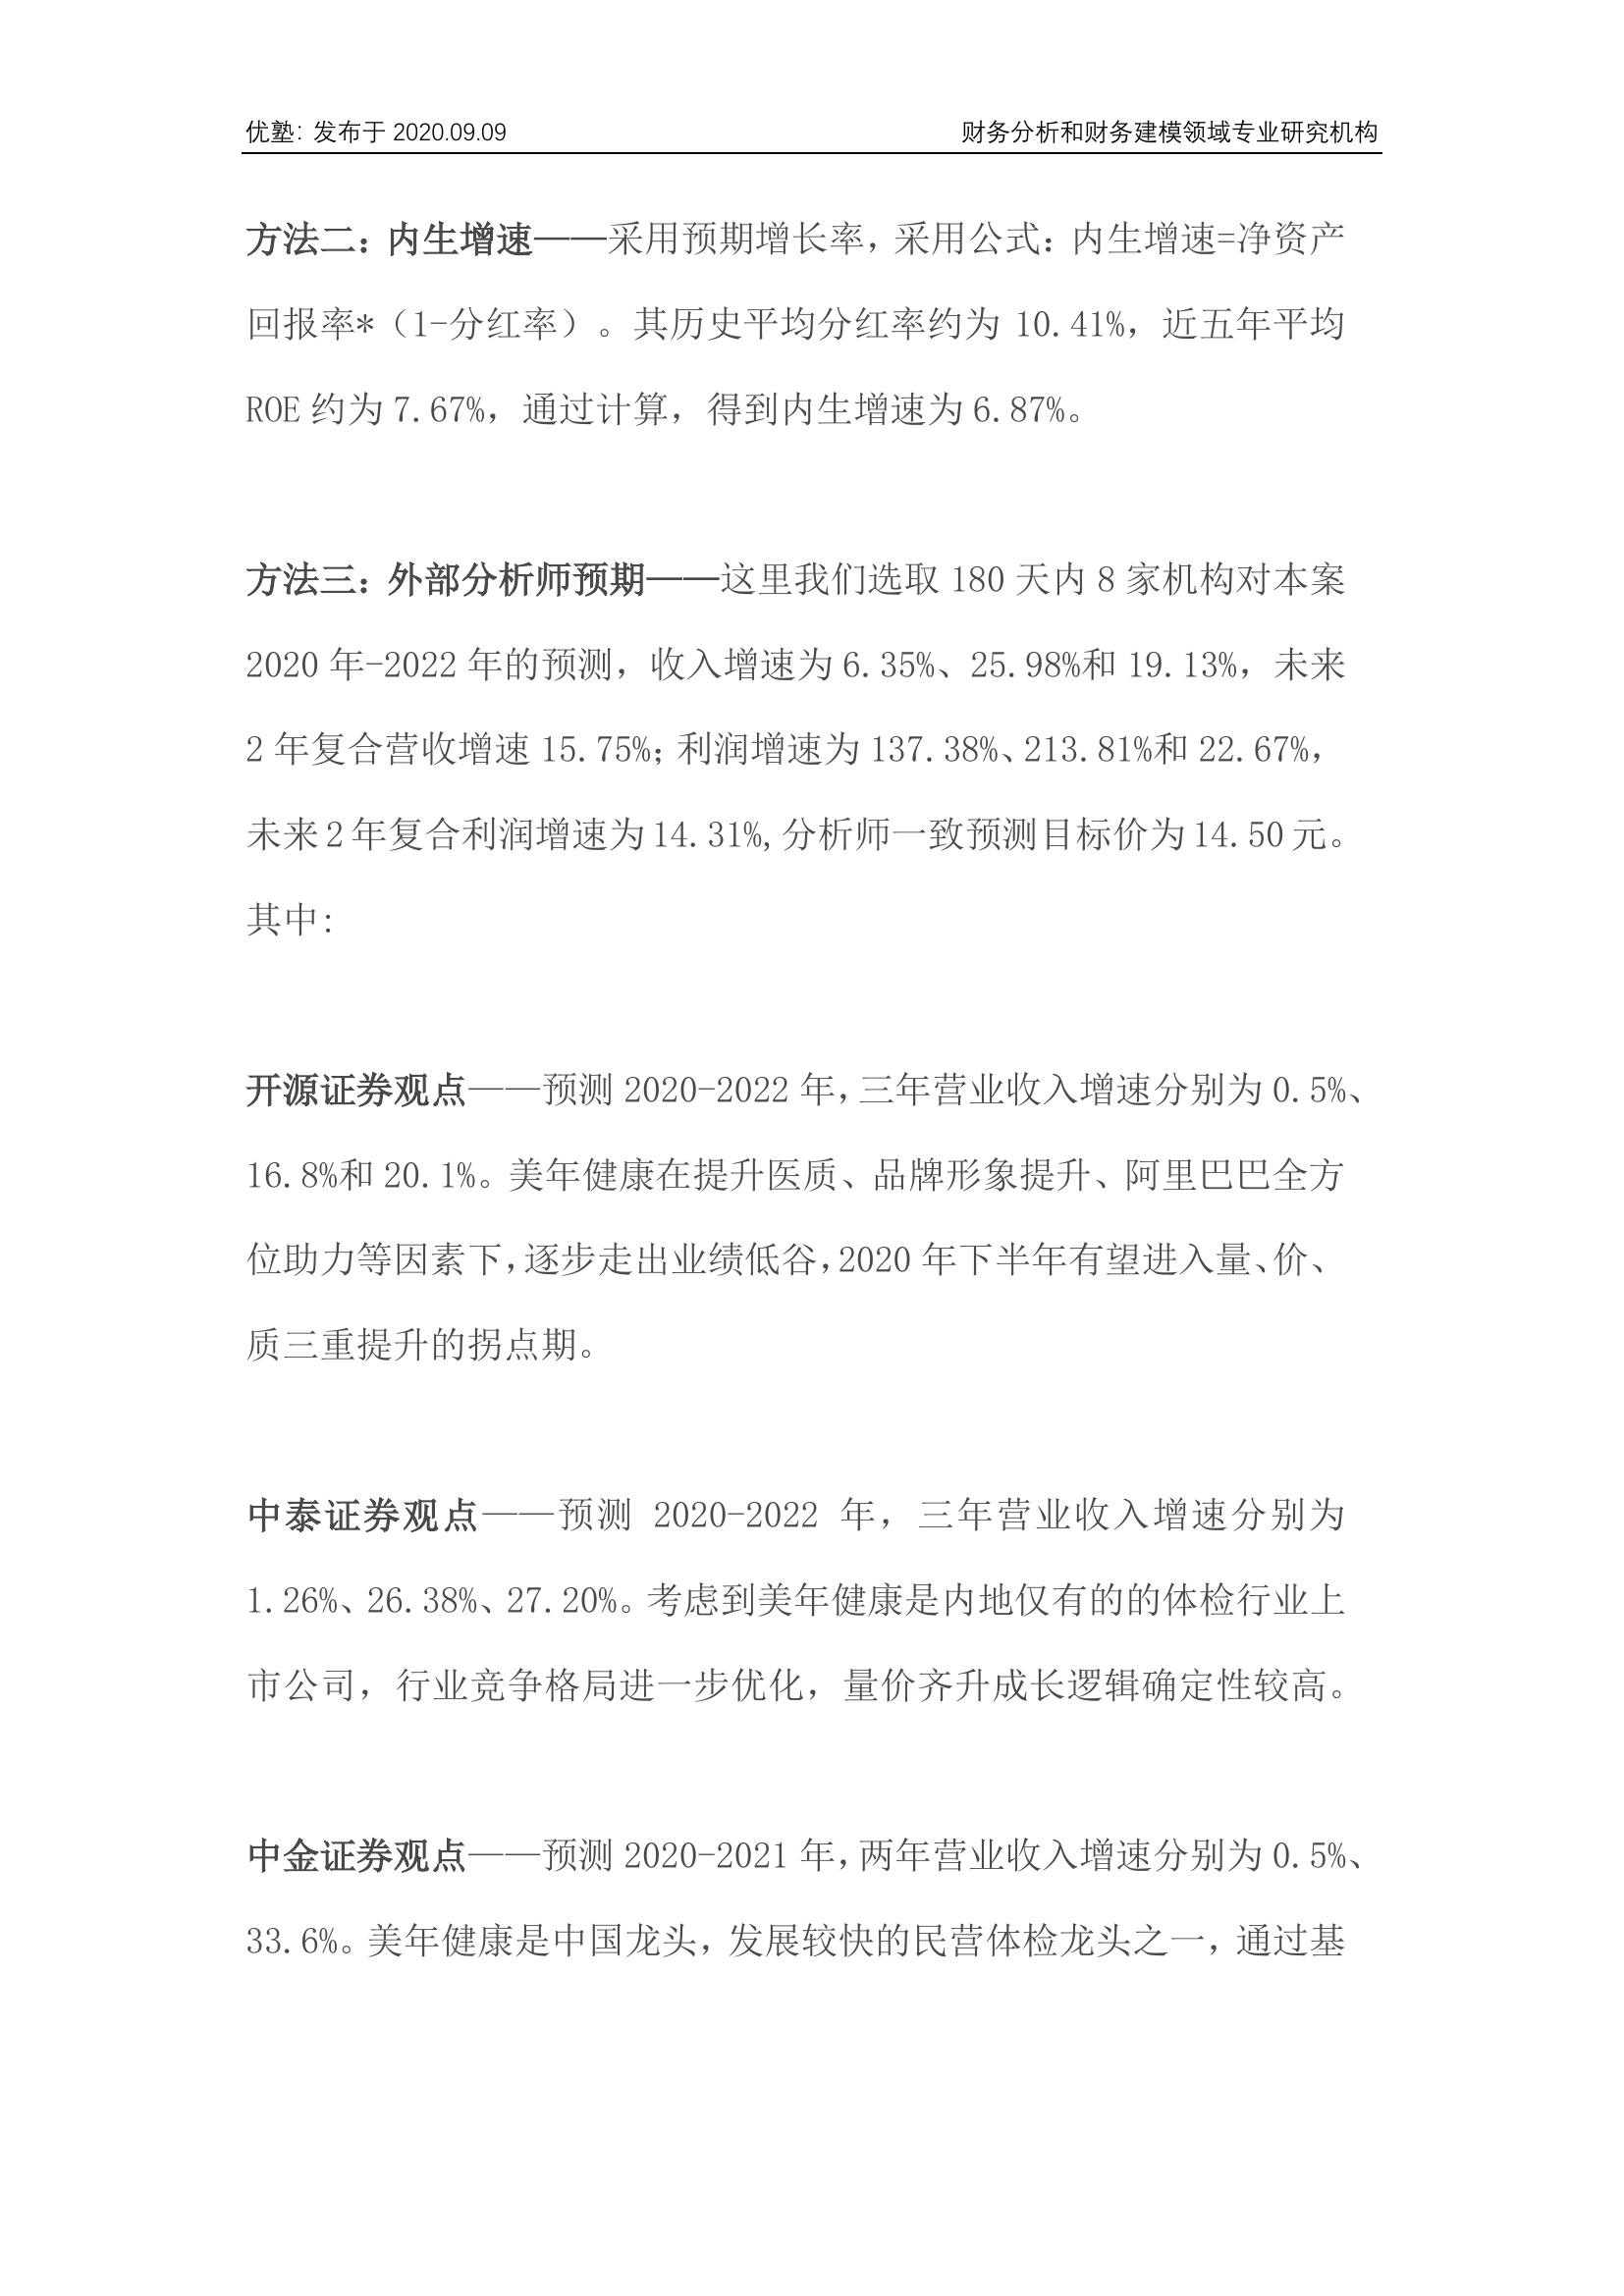 优塾：发布于 2020.09.09 财务分析和财务建模领域专业研究机构
方法二：内生增速——采用预期增长率，采用公式：内生增速=净资产
回报率*（1-分红率）。其历史平均分红率约为 10.41%，近五年平均
ROE 约为 7.67%，通过计算，得到内生增速为 6.87%。
方法三：外部分析师预期——这里我们选取 180 天内 8 家机构对本案
2020 年-2022 年的预测，收入增速为 6.35%、25.98%和 19.13%，未来
2 年复合营收增速 15.75%；利润增速为 137.38%、213.81%和 22.67%，
未来 2 年复合利润增速为 14.31%,分析师一致预测目标价为 14.50 元。
其中：
开源证券观点——预测 2020-2022 年，三年营业收入增速分别为 0.5%、
16.8%和 20.1%。美年健康在提升医质、品牌形象提升、阿里巴巴全方
位助力等因素下，逐步走出业绩低谷，2020 年下半年有望进入量、价、
质三重提升的拐点期。
中泰证券观点——预测 2020-2022 年，三年营业收入增速分别为
1.26%、26.38%、27.20%。考虑到美年健康是内地仅有的的体检行业上
市公司，行业竞争格局进一步优化，量价齐升成长逻辑确定性较高。
中金证券观点——预测 2020-2021 年，两年营业收入增速分别为 0.5%、
33.6%。美年健康是中国龙头，发展较快的民营体检龙头之一，通过基